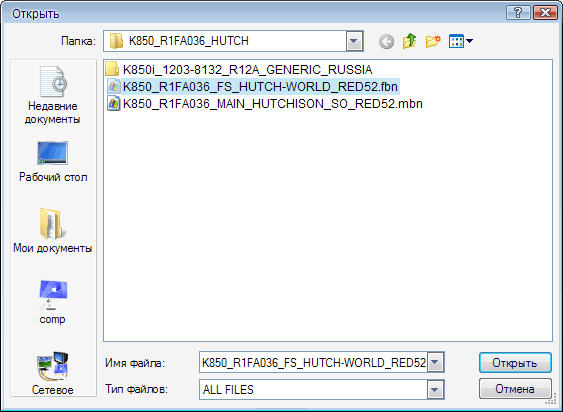 Открыть
Папка: K850_R1FA036_HUTCH
K850i_1203-8132_R12A_GENERIC_RUSSIA
K850_R1FA036_FS_HUTCH-WORLD_RED52.fbn
K850_R1FA036_MAIN_HUTCHISON_SO_RED52.mbn
Недавние
документы
Рабочий стол
Мои документы
comp
Сетевое
Имя файла: K850_R1FA036_FS_HUTCH-WORLD_RED52 Открыть
Тип файлов: ALL FILES Отмена